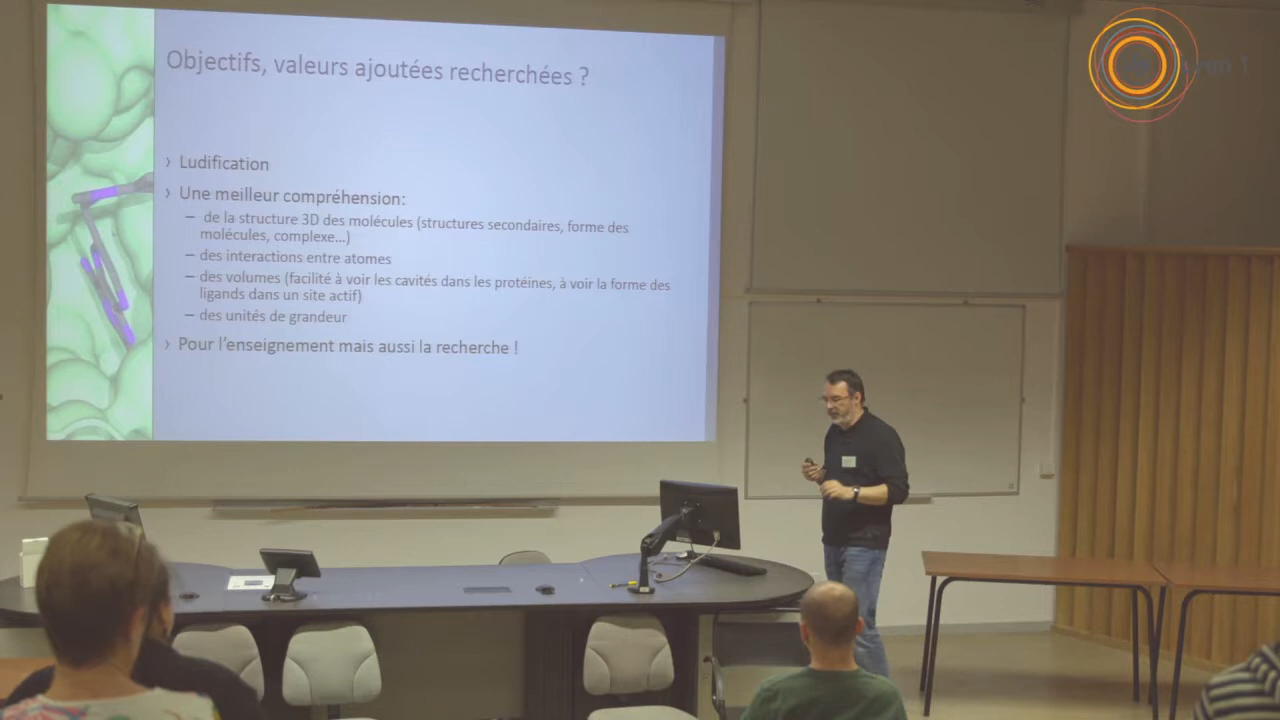 Objectifs, valeurs ajoutées recherchées ?
› Ludification
› Une meilleur compréhension:
– de la structure 3D des molécules (structures secondaires, forme des
molécules, complexe...)
– des interactions entre atomes
– des volumes (facilité à voir les cavités dans les protéines, à voir la forme des
ligands dans un site actif)
– des unités de grandeur
› Pour l'enseignement mais aussi la recherche !